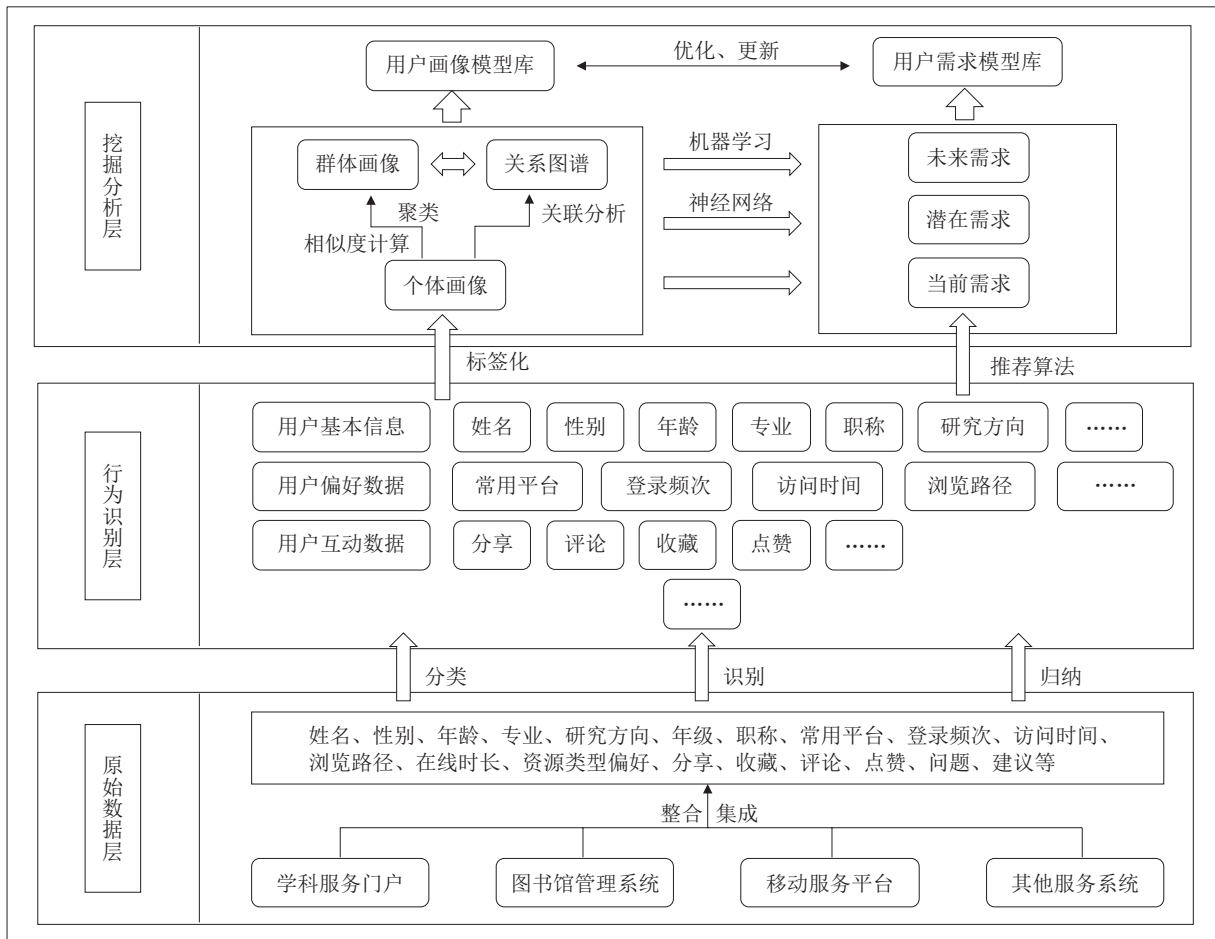 挖掘分析层
用户画像模型库
优化、更新
用户需求模型库
群体画像
关系图谱
机器学习
未来需求
聚类
关联分析
神经网络
潜在需求
相似度计算
个体画像
当前需求
标签化
推荐算法
行为识别层
用户基本信息 姓名 性别 年龄 专业 职称 研究方向 ……
用户偏好数据 常用平台 登录频次 访问时间 浏览路径 ……
用户互动数据 分享 评论 收藏 点赞 ……
……
分类 识别 归纳
原始数据层
姓名、性别、年龄、专业、研究方向、年级、职称、常用平台、登录频次、访问时间、
浏览路径、在线时长、资源类型偏好、分享、收藏、评论、点赞、问题、建议等
整合 集成
学科服务门户 图书馆管理系统 移动服务平台 其他服务系统